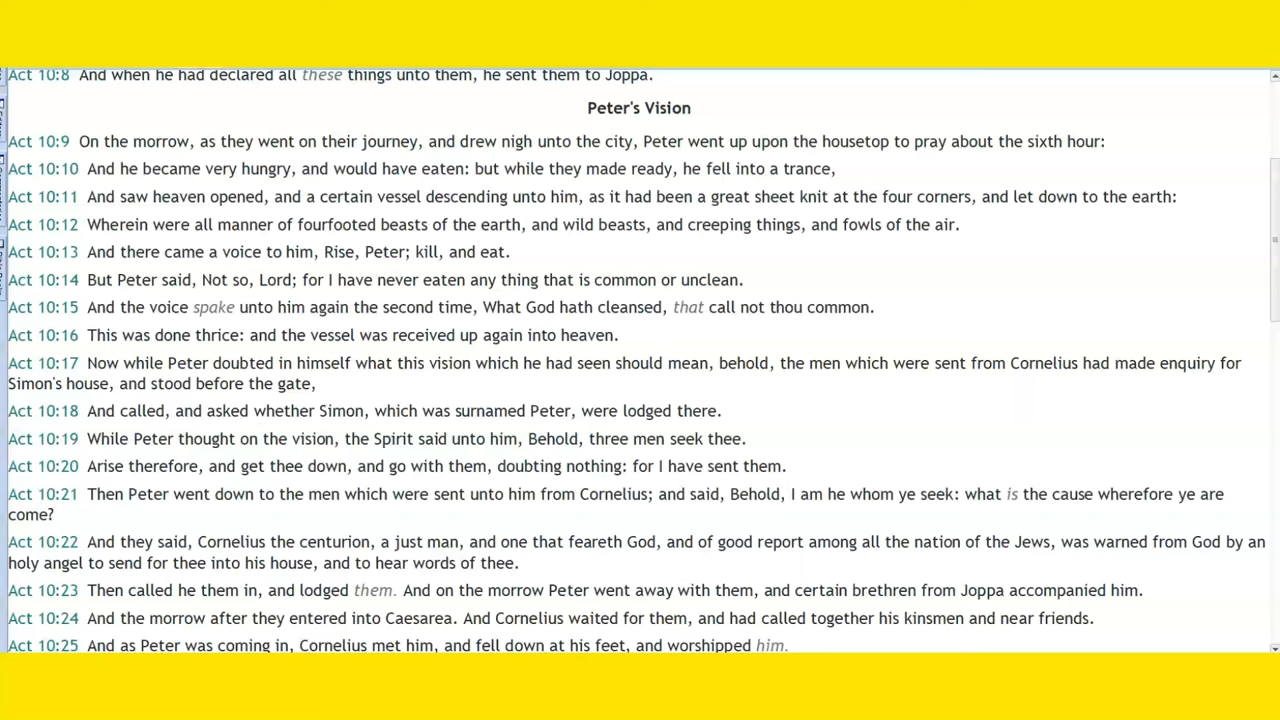 Act 10:8 And when he had declared all these things unto them, he sent them to Joppa.
Peter's Vision
Act 10:9 On the morrow, as they went on their journey, and drew nigh unto the city, Peter went up upon the housetop to pray about the sixth hour:
Act 10:10 And he became very hungry, and would have eaten: but while they made ready, he fell into a trance,
Act 10:11 And saw heaven opened, and a certain vessel descending unto him, as it had been a great sheet knit at the four corners, and let down to the earth:
Act 10:12 Wherein were all manner of fourfooted beasts of the earth, and wild beasts, and creeping things, and fowls of the air.
Act 10:13 And there came a voice to him, Rise, Peter; kill, and eat.
Act 10:14 But Peter said, Not so, Lord; for I have never eaten any thing that is common or unclean.
Act 10:15 And the voice spake unto him again the second time, What God hath cleansed, that call not thou common.
Act 10:16 This was done thrice: and the vessel was received up again into heaven.
Act 10:17 Now while Peter doubted in himself what this vision which he had seen should mean, behold, the men which were sent from Cornelius had made enquiry for
Simon's house, and stood before the gate,
Act 10:18 And called, and asked whether Simon, which was surnamed Peter, were lodged there.
Act 10:19 While Peter thought on the vision, the Spirit said unto him, Behold, three men seek thee.
Act 10:20 Arise therefore, and get thee down, and go with them, doubting nothing: for I have sent them.
Act 10:21 Then Peter went down to the men which were sent unto him from Cornelius; and said, Behold, I am he whom ye seek: what is the cause wherefore ye are
come?
Act 10:22 And they said, Cornelius the centurion, a just man, and one that feareth God, and of good report among all the nation of the Jews, was warned from God by an
holy angel to send for thee into his house, and to hear words of thee.
Act 10:23 Then called he them in, and lodged them. And on the morrow Peter went away with them, and certain brethren from Joppa accompanied him.
Act 10:24 And the morrow after they entered into Caesarea. And Cornelius waited for them, and had called together his kinsmen and near friends.
Act 10:25 And as Peter was coming in, Cornelius met him, and fell down at his feet, and worshipped him.